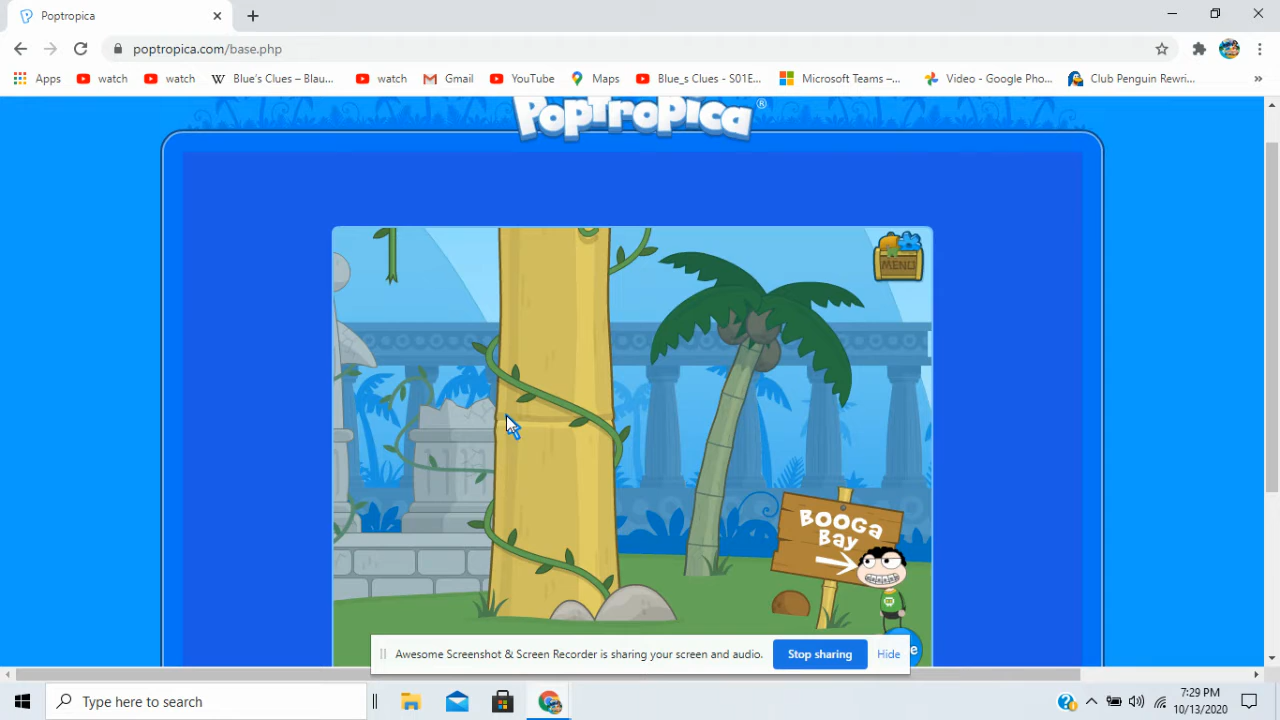 Poptropica
poptropica.com/base.php
Apps watch watch Blue's Clues – Blau... watch Gmail YouTube Maps Blue_s Clues - S01E... Microsoft Teams –... Video - Google Pho... Club Penguin Rewri... »
PopTropica®
MENU
BOOGA
BAY
Awesome Screenshot & Screen Recorder is sharing your screen and audio. Stop sharing Hide
Type here to search
7:29 PM
10/13/2020